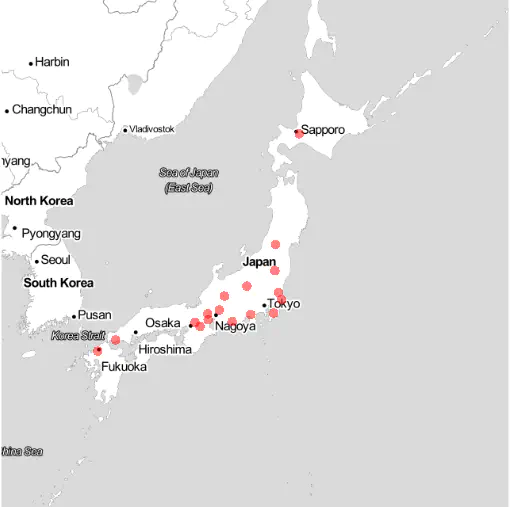 Harbin
Changchun
Vladivostok
Sapporo
nyang
Sea of Japan
(East Sea)
North Korea
Pyongyang
Seoul
Japan
South Korea
Tokyo
Pusan
Osaka
Nagoya
Korea Strait
Hiroshima
Fukuoka
hina Sea